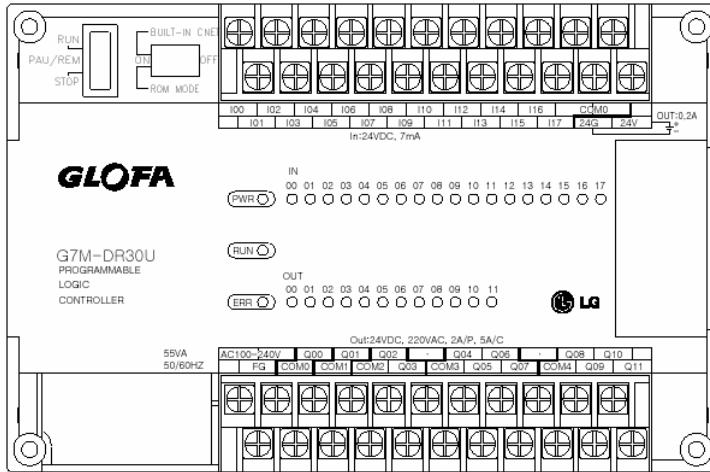 RUN
PAU/REM
STOP
BUILT-IN CNET
ON OFF
ROM MODE
I00 I02 I04 I06 I08 I10 I12 I14 I16 COM0
I01 I03 I05 I07 I09 I11 I13 I15 I17 24G 24V
OUT:0.2A
In:24VDC, 7mA
GLOFA
IN
00 01 02 03 04 05 06 07 08 09 10 11 12 13 14 15 16 17
PWR
G7M-DR30U
PROGRAMMABLE
LOGIC
CONTROLLER
RUN
OUT
00 01 02 03 04 05 06 07 08 09 10 11
ERR
LG
Out:24VDC, 220VAC, 2A/P, 5A/C
55VA
50/60HZ
AC100-240V Q00 Q01 Q02 · Q04 Q06 · Q08 Q10
FG COM0 COM1 COM2 Q03 COM3 Q05 Q07 COM4 Q09 Q11